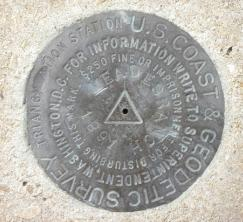 U.S. COAST & GEODETIC SURVEY
TRIANGULATION STATION
FOR INFORMATION WRITE TO SUPERINTENDENT, WASHINGTON, D.C.
$250 FINE OR IMPRISONMENT FOR DISTURBING THIS MARK.